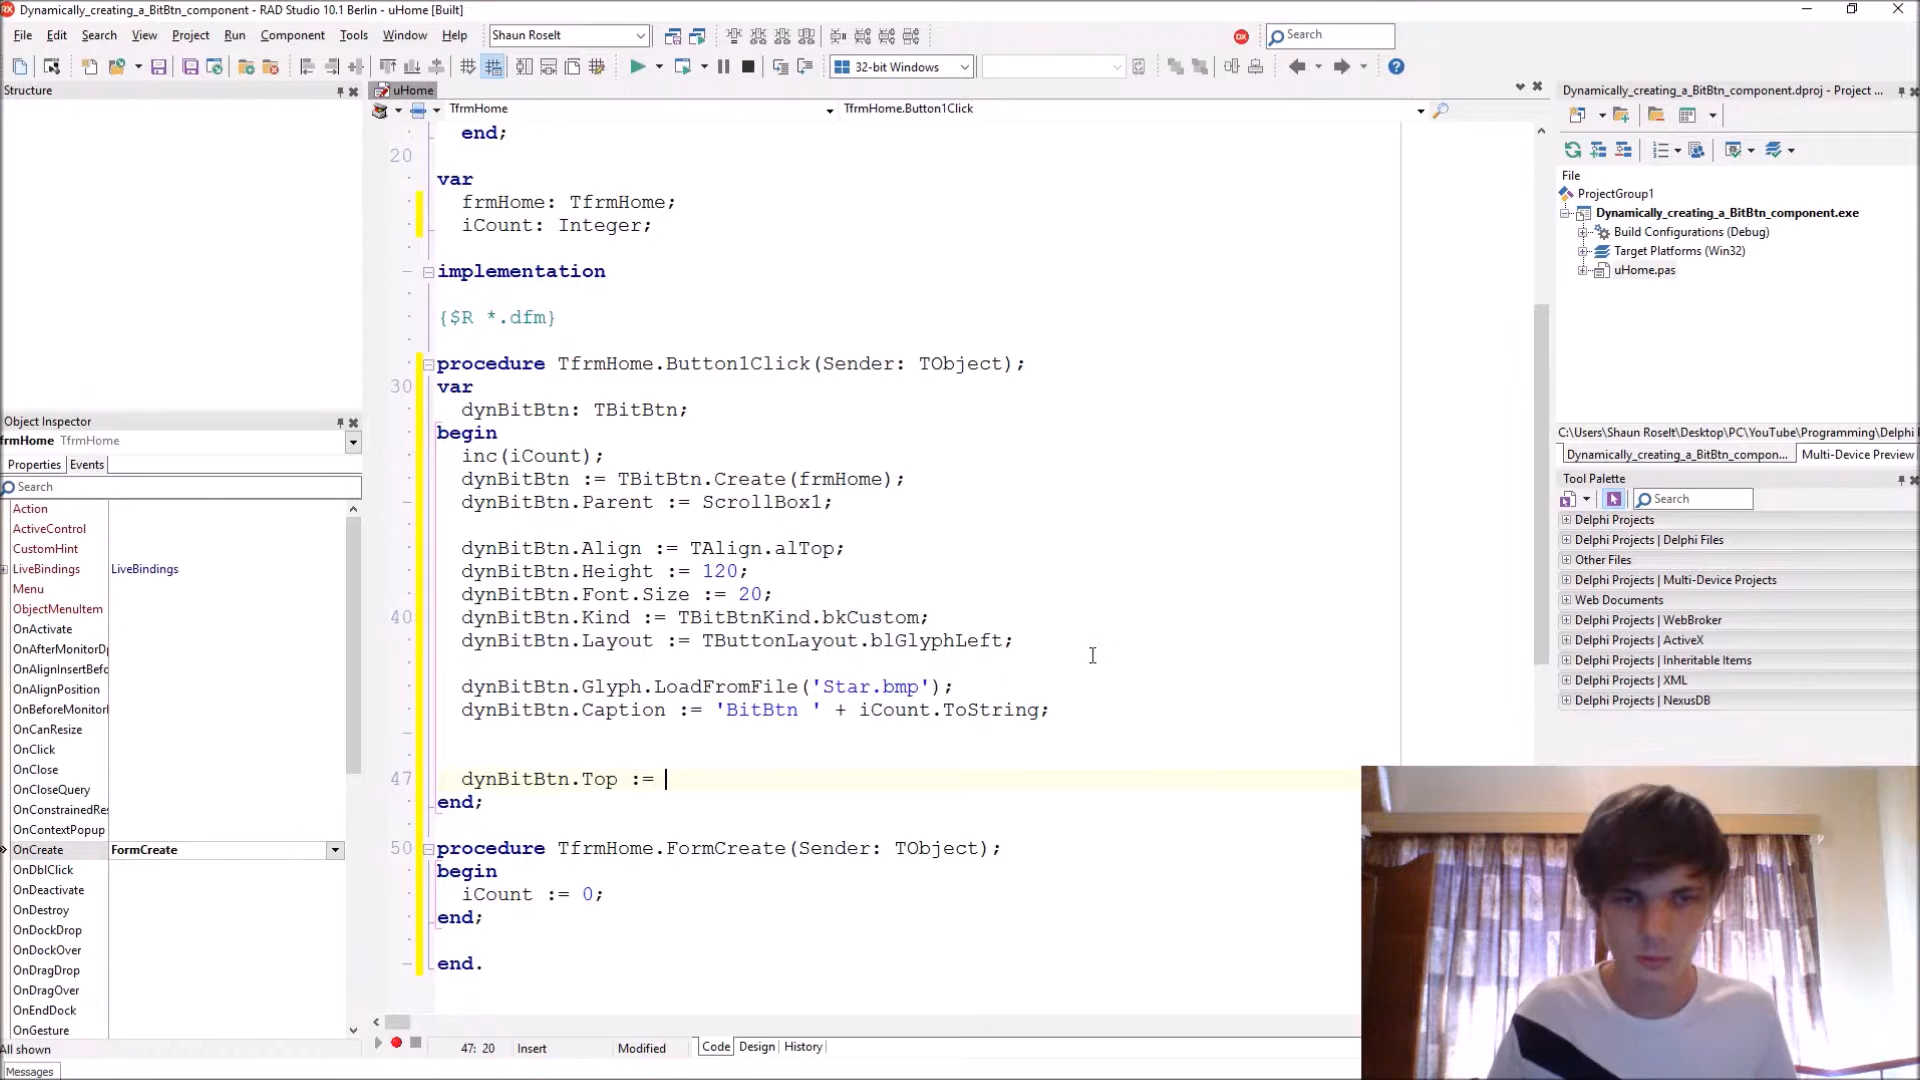 Dynamically_creating_a_BitBtn_component - RAD Studio 10.1 Berlin - uHome [Built]
File Edit Search View Project Run Component Tools Window Help Shaun Roselt Search
32-bit Windows
Structure
uHome
TfrmHome TfrmHome.Button1Click
end;
20
var
frmHome: TfrmHome;
iCount: Integer;
implementation
{$R *.dfm}
procedure TfrmHome.Button1Click(Sender: TObject);
30 var
dynBitBtn: TBitBtn;
begin
inc(iCount);
dynBitBtn := TBitBtn.Create(frmHome);
dynBitBtn.Parent := ScrollBox1;
dynBitBtn.Align := TAlign.alTop;
dynBitBtn.Height := 120;
dynBitBtn.Font.Size := 20;
40 dynBitBtn.Kind := TBitBtnKind.bkCustom;
dynBitBtn.Layout := TButtonLayout.blGlyphLeft;
dynBitBtn.Glyph.LoadFromFile('Star.bmp');
dynBitBtn.Caption := 'BitBtn ' + iCount.ToString;
47 dynBitBtn.Top :=
end;
50 procedure TfrmHome.FormCreate(Sender: TObject);
begin
iCount := 0;
end;
end.
47: 20 Insert Modified Code Design History
Object Inspector
frmHome TfrmHome
Properties Events
Search
Action
ActiveControl
CustomHint
LiveBindings LiveBindings
Menu
ObjectMenuItem
OnActivate
OnAfterMonitorDp
OnAlignInsertBefo
OnAlignPosition
OnBeforeMonitorI
OnCanResize
OnClick
OnClose
OnCloseQuery
OnConstrainedRes
OnContextPopup
OnCreate FormCreate
OnDblClick
OnDeactivate
OnDestroy
OnDockDrop
OnDockOver
OnDragDrop
OnDragOver
OnEndDock
OnGesture
All shown
Messages
Dynamically_creating_a_BitBtn_component.dproj - Project ...
File
ProjectGroup1
Dynamically_creating_a_BitBtn_component.exe
Build Configurations (Debug)
Target Platforms (Win32)
uHome.pas
C:\Users\Shaun Roselt\Desktop\PC\YouTube\Programming\Delphi P
Dynamically_creating_a_BitBtn_compon... Multi-Device Preview
Tool Palette
Search
Delphi Projects
Delphi Projects | Delphi Files
Other Files
Delphi Projects | Multi-Device Projects
Web Documents
Delphi Projects | WebBroker
Delphi Projects | ActiveX
Delphi Projects | Inheritable Items
Delphi Projects | XML
Delphi Projects | NexusDB